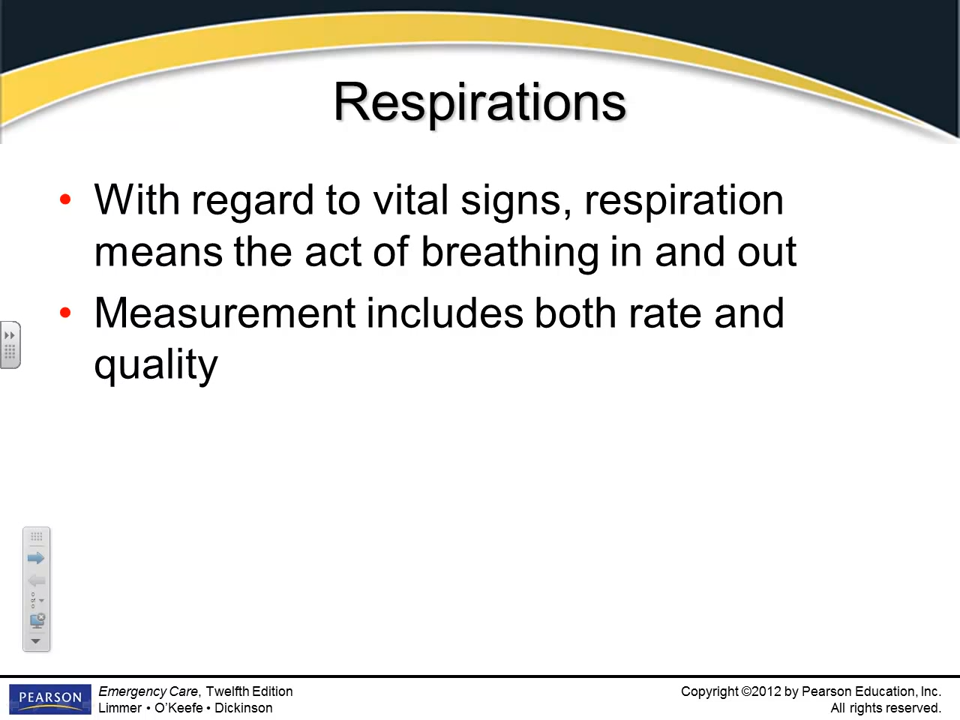 Respirations
• With regard to vital signs, respiration
means the act of breathing in and out
• Measurement includes both rate and
quality
PEARSON
Emergency Care, Twelfth Edition
Limmer • O'Keefe • Dickinson
Copyright ©2012 by Pearson Education, Inc.
All rights reserved.